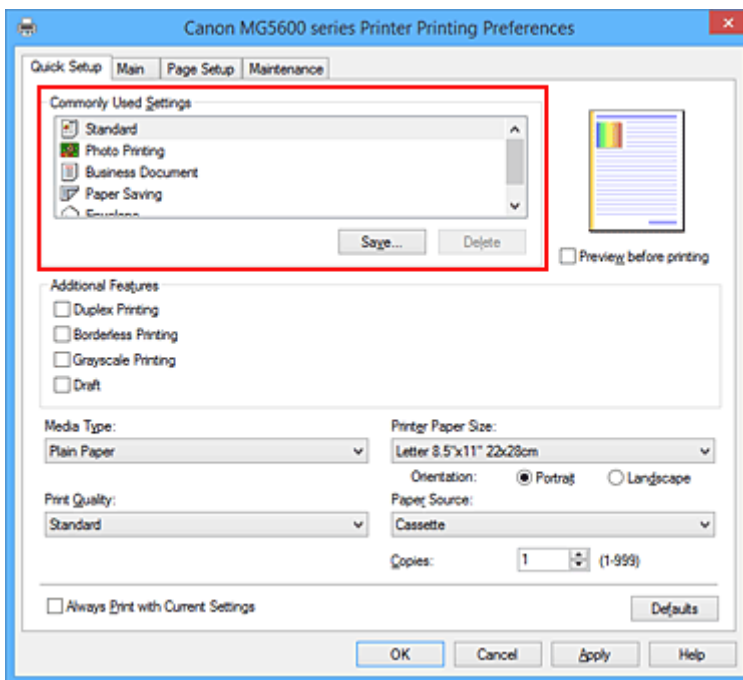 Canon MG5600 series Printer Printing Preferences
Quick Setup Main Page Setup Maintenance
Commonly Used Settings
Standard
Photo Printing
Business Document
Paper Saving
Envelope
Save... Delete
Preview before printing
Additional Features
Duplex Printing
Borderless Printing
Grayscale Printing
Draft
Media Type:
Plain Paper
Printer Paper Size:
Letter 8.5"x11" 22x28cm
Orientation: Portrait Landscape
Print Quality:
Standard
Paper Source:
Cassette
Copies: 1 (1-999)
Always Print with Current Settings
Defaults
OK Cancel Apply Help